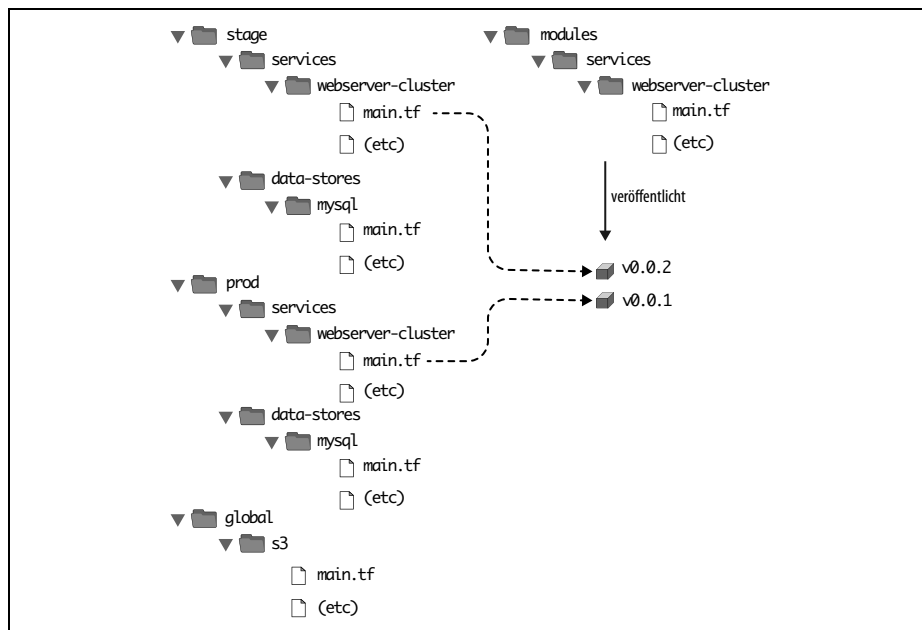 stage
services
webserver-cluster
main.tf
(etc)
data-stores
mysql
main.tf
(etc)
prod
services
webserver-cluster
main.tf
(etc)
data-stores
mysql
main.tf
(etc)
global
s3
main.tf
(etc)
modules
services
webserver-cluster
main.tf
(etc)
veröffentlicht
v0.0.2
v0.0.1